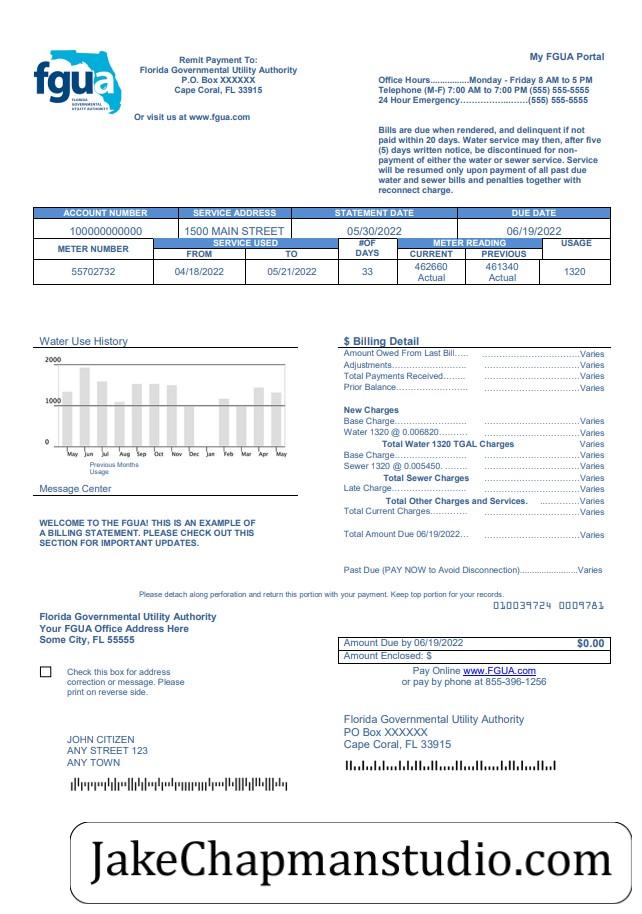 fgua
FLORIDA
GOVERNMENTAL
UTILITY AUTHORITY
Remit Payment To:
Florida Governmental Utility Authority
P.O. Box XXXXXX
Cape Coral, FL 33915
Or visit us at www.fgua.com
My FGUA Portal
Office Hours................Monday - Friday 8 AM to 5 PM
Telephone (M-F) 7:00 AM to 7:00 PM (555) 555-5555
24 Hour Emergency........................(555) 555-5555
Bills are due when rendered, and delinquent if not
paid within 20 days. Water service may then, after five
(5) days written notice, be discontinued for non-
payment of either the water or sewer service. Service
will be resumed only upon payment of all past due
water and sewer bills and penalties together with
reconnect charge.
ACCOUNT NUMBER SERVICE ADDRESS STATEMENT DATE DUE DATE
100000000000 1500 MAIN STREET 05/30/2022 06/19/2022
METER NUMBER SERVICE USED #OF DAYS METER READING USAGE
FROM TO CURRENT PREVIOUS
55702732 04/18/2022 05/21/2022 33 462660 Actual 461340 Actual 1320
Water Use History
2000
1000
0
May Jun Jul Aug Sep Oct Nov Dec Jan Feb Mar Apr May
Previous Months
Usage
Message Center
WELCOME TO THE FGUA! THIS IS AN EXAMPLE OF
A BILLING STATEMENT. PLEASE CHECK OUT THIS
SECTION FOR IMPORTANT UPDATES.
$ Billing Detail
Amount Owed From Last Bill..... ..................................Varies
Adjustments......................... ..................................Varies
Total Payments Received........ ..................................Varies
Prior Balance........................ ..................................Varies
New Charges
Base Charge........................ ..................................Varies
Water 1320 @ 0.006820.......... ..................................Varies
Total Water 1320 TGAL Charges Varies
Base Charge........................ ..................................Varies
Sewer 1320 @ 0.005450......... ..................................Varies
Total Sewer Charges ..................................Varies
Late Charge......................... ..................................Varies
Total Other Charges and Services. ..............Varies
Total Current Charges............ ..................................Varies
Total Amount Due 06/19/2022... ..................................Varies
Past Due (PAY NOW to Avoid Disconnection).....................Varies
Please detach along perforation and return this portion with your payment. Keep top portion for your records.
010039724 0009781
Florida Governmental Utility Authority
Your FGUA Office Address Here
Some City, FL 55555
Amount Due by 06/19/2022 $0.00
Amount Enclosed: $
Check this box for address
correction or message. Please
print on reverse side.
Pay Online www.FGUA.com
or pay by phone at 855-396-1256
Florida Governmental Utility Authority
PO Box XXXXXX
Cape Coral, FL 33915
JOHN CITIZEN
ANY STREET 123
ANY TOWN
JakeChapmanstudio.com